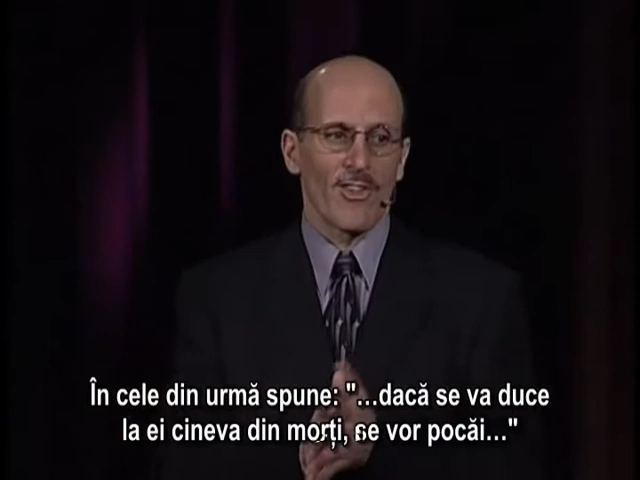 În cele din urmă spune: "...dacă se va duce
la ei cineva din morți, se vor pocăi..."